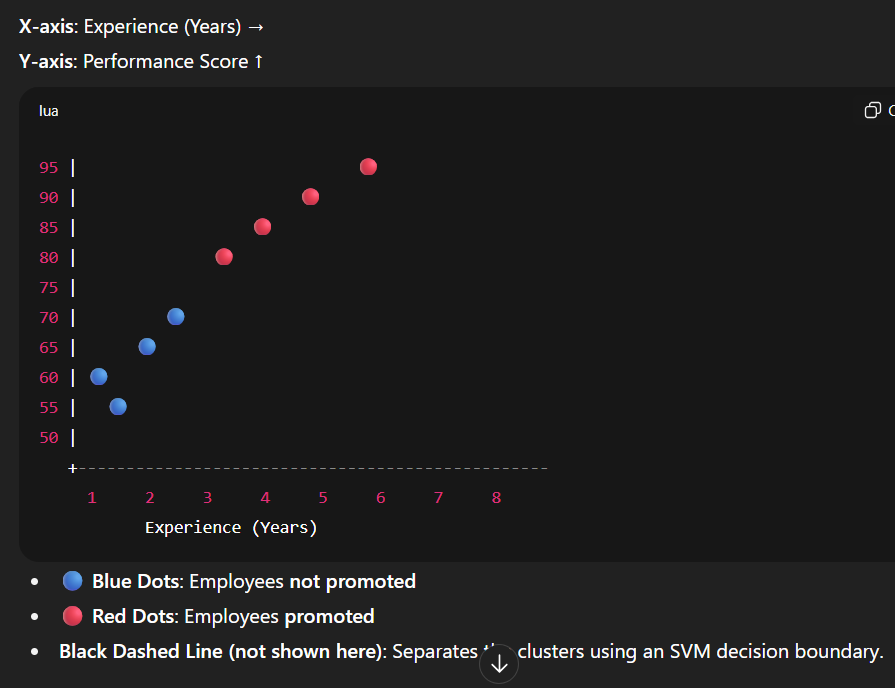 X-axis: Experience (Years) →
Y-axis: Performance Score ↑
lua
95 |
90 |
85 |
80 |
75 |
70 |
65 |
60 |
55 |
50 |
+-------------------------------------------------
1 2 3 4 5 6 7 8
Experience (Years)
Blue Dots: Employees not promoted
Red Dots: Employees promoted
Black Dashed Line (not shown here): Separates clusters using an SVM decision boundary.